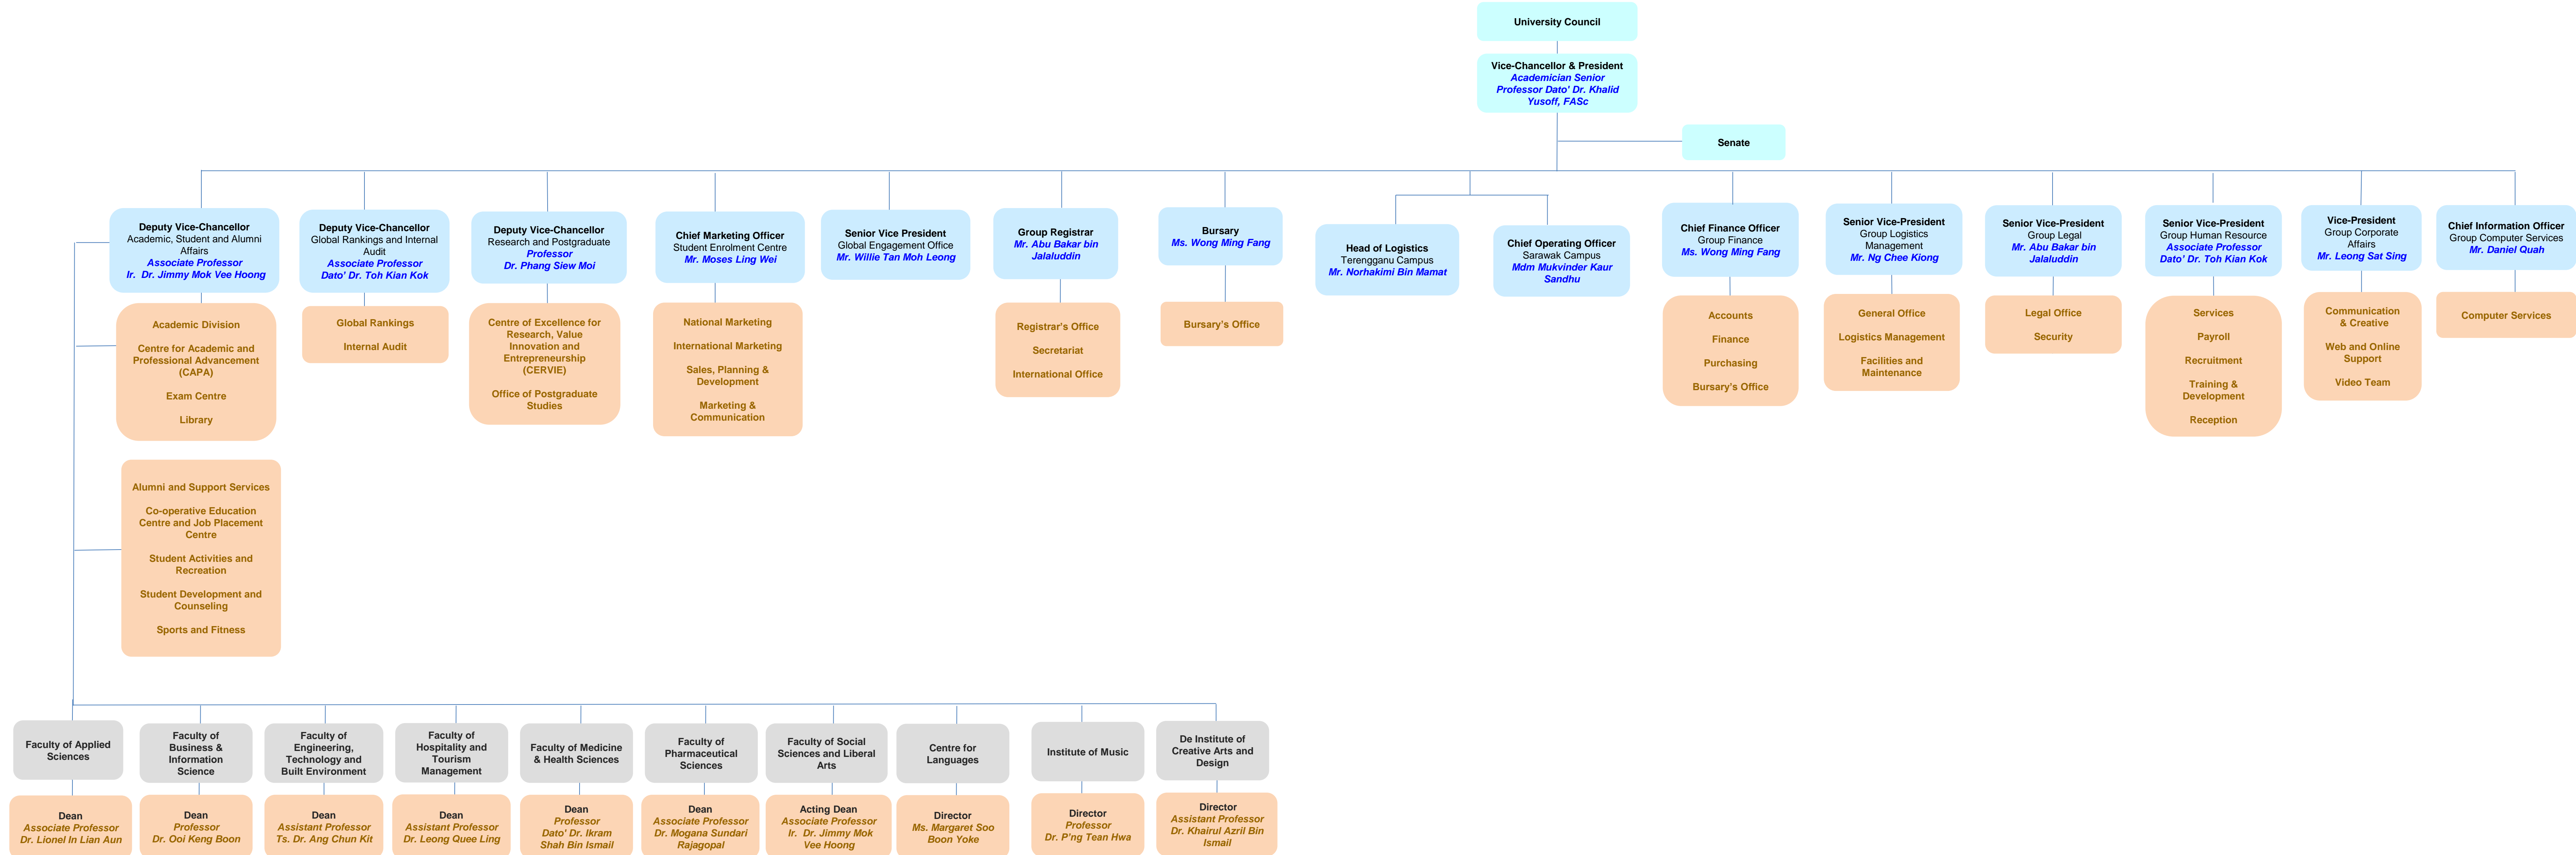 University Council
Vice-Chancellor & President
Academician Senior
Professor Dato' Dr. Khalid
Yusoff, FASc
Senate
Deputy Vice-Chancellor
Academic, Student and Alumni
Affairs
Associate Professor
Ir. Dr. Jimmy Mok Vee Hoong
Deputy Vice-Chancellor
Global Rankings and Internal
Audit
Associate Professor
Dato' Dr. Toh Kian Kok
Deputy Vice-Chancellor
Research and Postgraduate
Professor
Dr. Phang Siew Moi
Chief Marketing Officer
Student Enrolment Centre
Mr. Moses Ling Wei
Senior Vice President
Global Engagement Office
Mr. Willie Tan Moh Leong
Group Registrar
Mr. Abu Bakar bin
Jalaluddin
Bursary
Ms. Wong Ming Fang
Head of Logistics
Terengganu Campus
Mr. Norhakimi Bin Mamat
Chief Operating Officer
Sarawak Campus
Mdm Mukvinder Kaur
Sandhu
Chief Finance Officer
Group Finance
Ms. Wong Ming Fang
Senior Vice-President
Group Logistics
Management
Mr. Ng Chee Kiong
Senior Vice-President
Group Legal
Mr. Abu Bakar bin
Jalaluddin
Senior Vice-President
Group Human Resource
Associate Professor
Dato' Dr. Toh Kian Kok
Vice-President
Group Corporate
Affairs
Mr. Leong Sat Sing
Chief Information Officer
Group Computer Services
Mr. Daniel Quah
Academic Division
Centre for Academic and
Professional Advancement
(CAPA)
Exam Centre
Library
Global Rankings
Internal Audit
Centre of Excellence for
Research, Value
Innovation and
Entrepreneurship
(CERVIE)
Office of Postgraduate
Studies
National Marketing
International Marketing
Sales, Planning &
Development
Marketing &
Communication
Registrar's Office
Secretariat
International Office
Bursary's Office
Accounts
Finance
Purchasing
Bursary's Office
General Office
Logistics Management
Facilities and
Maintenance
Legal Office
Security
Services
Payroll
Recruitment
Training &
Development
Reception
Communication
& Creative
Web and Online
Support
Video Team
Computer Services
Alumni and Support Services
Co-operative Education
Centre and Job Placement
Centre
Student Activities and
Recreation
Student Development and
Counseling
Sports and Fitness
Faculty of Applied
Sciences
Faculty of
Business &
Information
Science
Faculty of
Engineering,
Technology and
Built Environment
Faculty of
Hospitality and
Tourism
Management
Faculty of Medicine
& Health Sciences
Faculty of
Pharmaceutical
Sciences
Faculty of Social
Sciences and Liberal
Arts
Centre for
Languages
Institute of Music
De Institute of
Creative Arts and
Design
Dean
Associate Professor
Dr. Lionel In Lian Aun
Dean
Professor
Dr. Ooi Keng Boon
Dean
Assistant Professor
Ts. Dr. Ang Chun Kit
Dean
Assistant Professor
Dr. Leong Quee Ling
Dean
Professor
Dato' Dr. Ikram
Shah Bin Ismail
Dean
Associate Professor
Dr. Mogana Sundari
Rajagopal
Acting Dean
Associate Professor
Ir. Dr. Jimmy Mok
Vee Hoong
Director
Ms. Margaret Soo
Boon Yoke
Director
Professor
Dr. P'ng Tean Hwa
Director
Assistant Professor
Dr. Khairul Azril Bin
Ismail